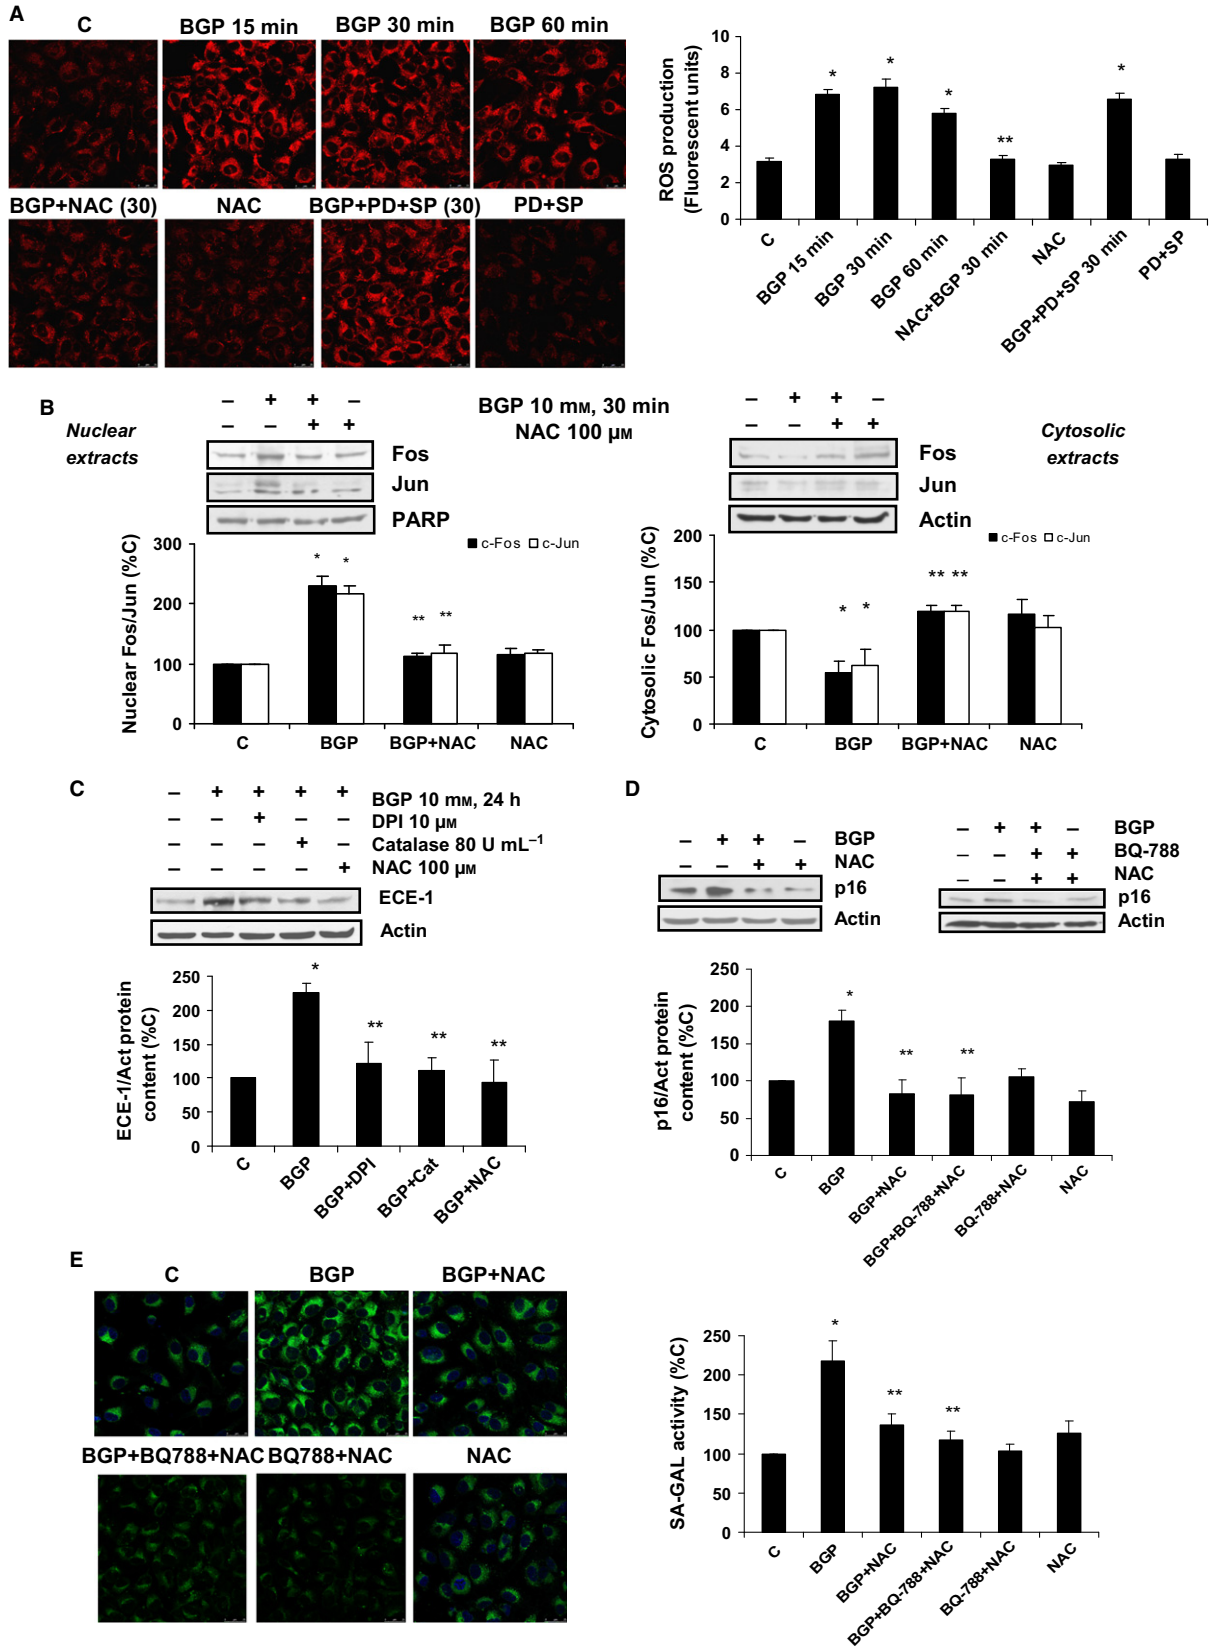 A
C
BGP 15 min
BGP 30 min
BGP 60 min
BGP+NAC (30)
NAC
BGP+PD+SP (30)
PD+SP
ROS production
(Fluorescent units)
10
8
6
4
2
0
*
*
*
**
*
C
BGP 15 min
BGP 30 min
BGP 60 min
NAC+BGP 30 min
NAC
BGP+PD+SP 30 min
PD+SP
B
Nuclear
extracts
– + + –
– – + +
Fos
Jun
PARP
BGP 10 mM, 30 min
NAC 100 µM
– + + –
– – + +
Fos
Jun
Actin
Cytosolic
extracts
Nuclear Fos/Jun (%C)
300
200
100
0
c-Fos c-Jun
* *
** **
C BGP BGP+NAC NAC
Cytosolic Fos/Jun (%C)
200
150
100
50
0
c-Fos c-Jun
* *
** **
C BGP BGP+NAC NAC
C
– + + + + BGP 10 mM, 24 h
– – + – – DPI 10 µM
– – – + – Catalase 80 U mL–1
– – – – + NAC 100 µM
ECE-1
Actin
ECE-1/Act protein
content (%C)
250
200
150
100
50
0
*
**
**
**
C
BGP
BGP+DPI
BGP+Cat
BGP+NAC
D
– + + – BGP
– – + + NAC
p16
Actin
– + + – BGP
– – + + BQ-788
– – + + NAC
p16
Actin
p16/Act protein
content (%C)
250
200
150
100
50
0
*
**
**
C
BGP
BGP+NAC
BGP+BQ-788+NAC
BQ-788+NAC
NAC
E
C
BGP
BGP+NAC
BGP+BQ788+NAC
BQ788+NAC
NAC
SA-GAL activity (%C)
250
200
150
100
50
0
*
**
**
C
BGP
BGP+NAC
BGP+BQ-788+NAC
BQ-788+NAC
NAC